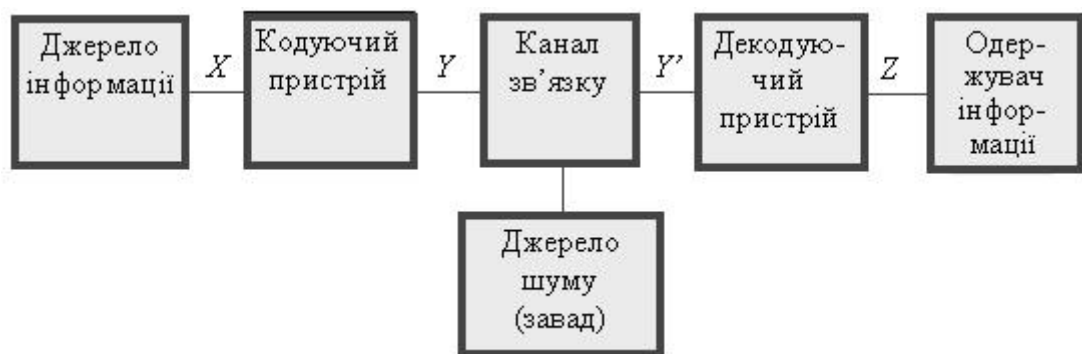 Джерело
інформації
X
Кодуючий
пристрій
Y
Канал
зв’язку
Y’
Декодую-
чий
пристрій
Z
Одер-
жувач
інфор-
мації
Джерело
шуму
(завад)